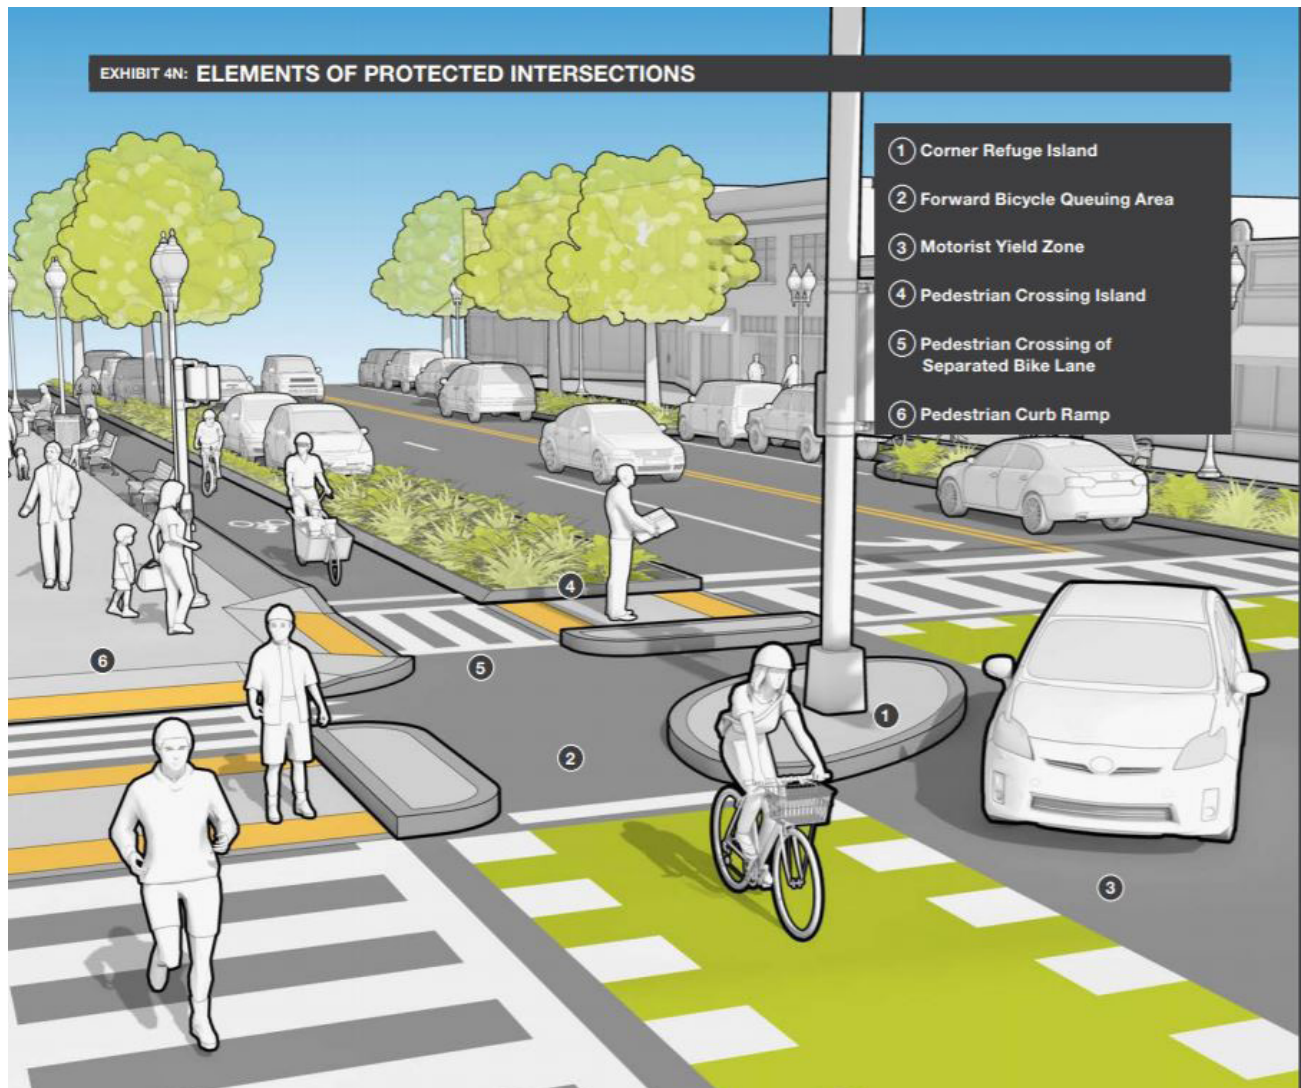 EXHIBIT 4N: ELEMENTS OF PROTECTED INTERSECTIONS
1 Corner Refuge Island
2 Forward Bicycle Queuing Area
3 Motorist Yield Zone
4 Pedestrian Crossing Island
5 Pedestrian Crossing of
Separated Bike Lane
6 Pedestrian Curb Ramp
4
6
5
1
2
3